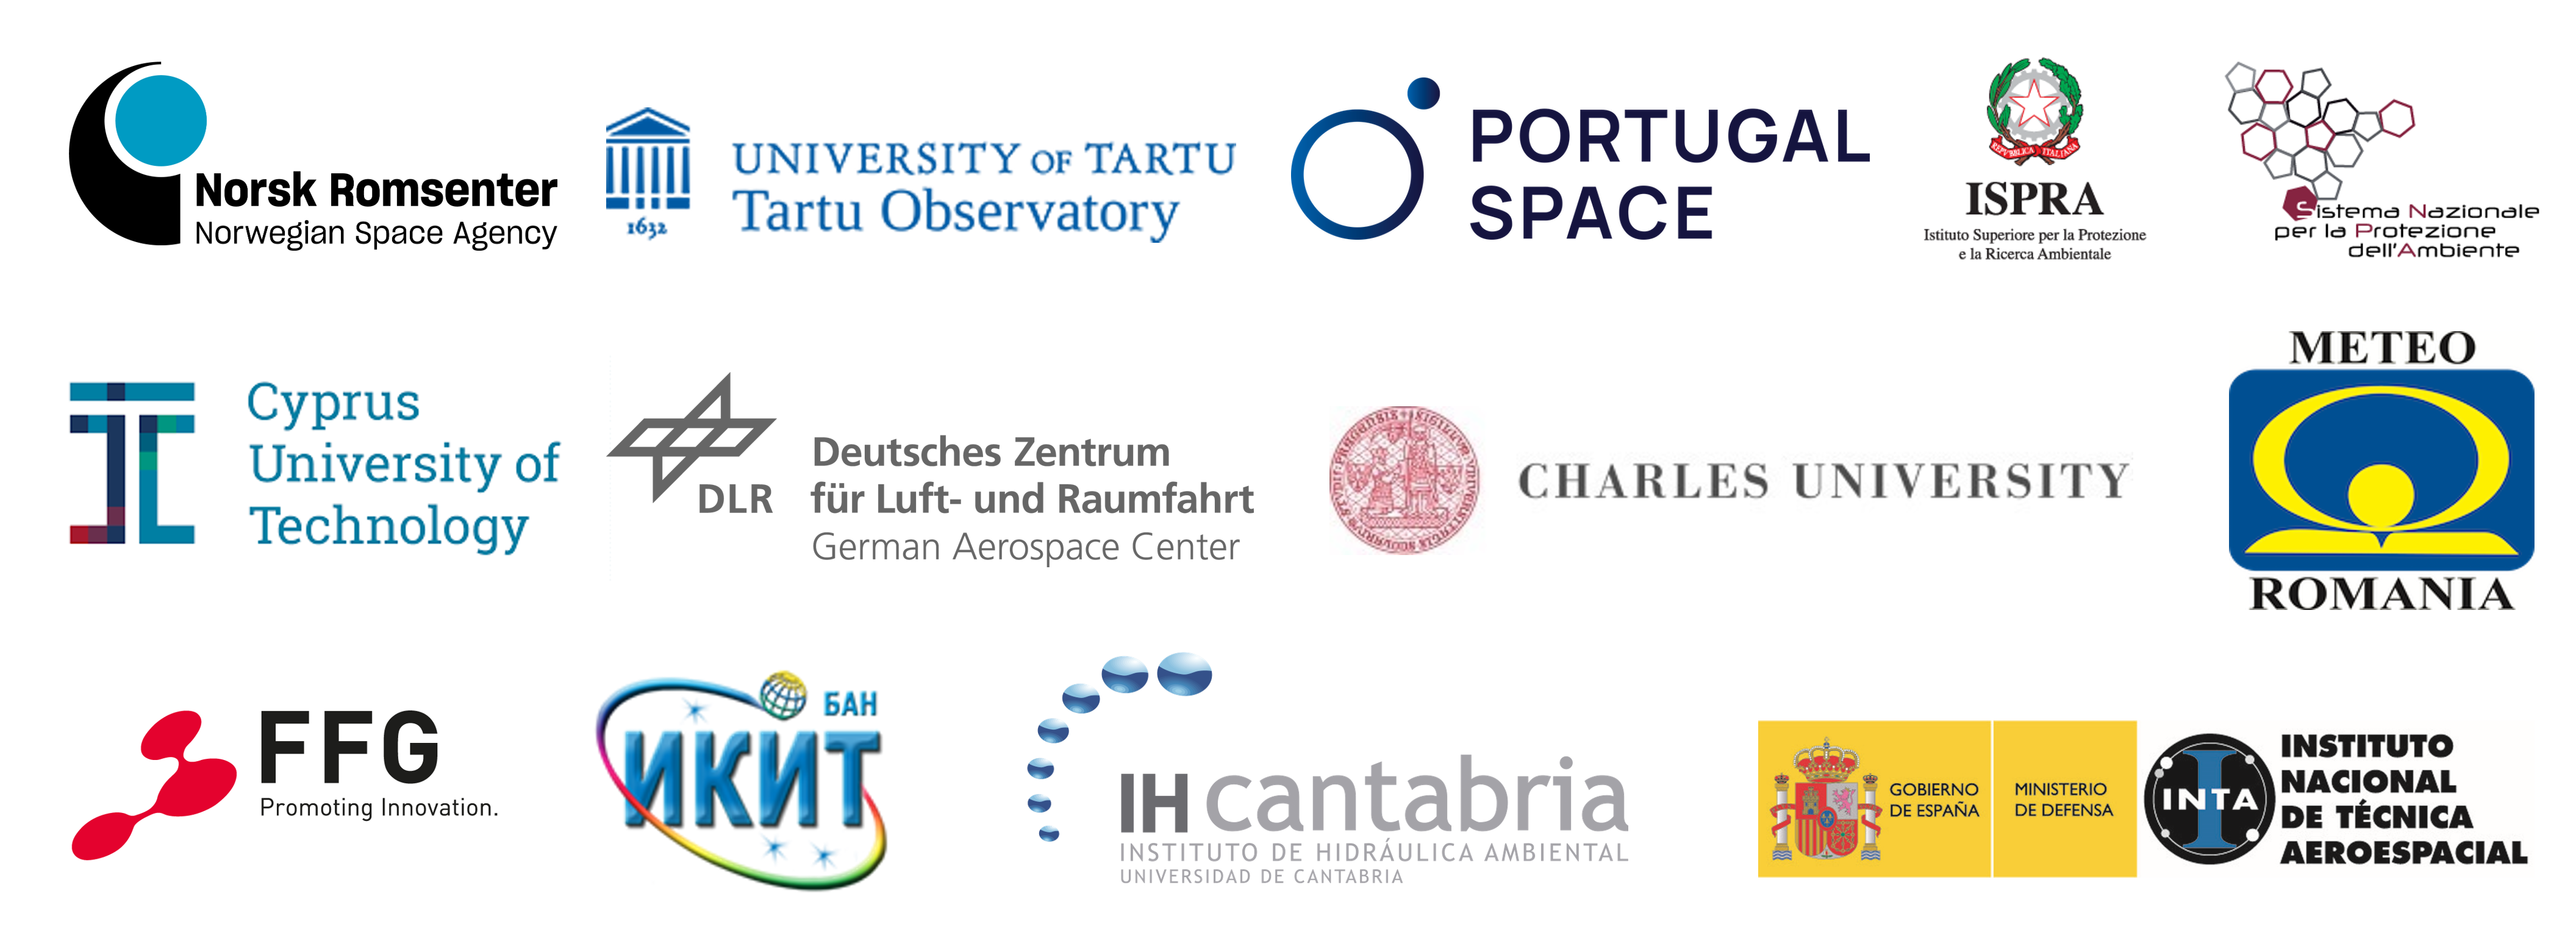 Norsk Romsenter
Norwegian Space Agency
1632
UNIVERSITY OF TARTU
Tartu Observatory
PORTUGAL
SPACE
REPVBBLICA ITALIANA
ISPRA
Istituto Superiore per la Protezione
e la Ricerca Ambientale
Sistema Nazionale
per la Protezione
dell'Ambiente
Cyprus
University of
Technology
DLR
Deutsches Zentrum
für Luft- und Raumfahrt
German Aerospace Center
CHARLES UNIVERSITY
METEO
ROMANIA
FFG
Promoting Innovation.
БАН
ИКИТ
IHcantabria
INSTITUTO DE HIDRÁULICA AMBIENTAL
UNIVERSIDAD DE CANTABRIA
GOBIERNO
DE ESPAÑA
MINISTERIO
DE DEFENSA
INTA
INSTITUTO
NACIONAL
DE TÉCNICA
AEROESPACIAL